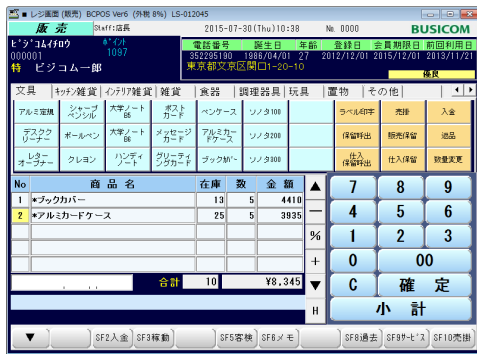 レジ画面 (販売) BCPOS Ver6 (外税 8%) LS-012045
販 売 Staff:店長 2015-07-30(Thu)10:38 No. 0000 BUSICOM
ﾋﾞｼﾞｺﾑｲﾁﾛｳ ﾎﾟｲﾝﾄ 電話番号 誕生日 年齢 登録日 会員期限日 前回利用日
000001 1097 352295190 1986/04/01 27 2012/12/01 2015/12/01 2013/11/21
特 ビジコム一郎 東京都文京区関口1-20-10
優良
文具 キッチン雑貨 インテリア雑貨 雑貨 食器 調理器具 玩具 置物 その他
アルミ定規 シャープペンシル 大学ノート B5 ポストカード ペンケース ソノタ100 ラベル印字 売掛 入金
デスククリーナー ボールペン 大学ノート B4 メッセージカード アルミカードケース ソノタ200 保留呼出 販売保留 返品
レターオープナー クレヨン ハンディノート グリーティングカード ブックカバー ソノタ300 仕入保留呼出 仕入保留 数量変更
No 商 品 名 在庫 数 金 額 ▲ 7 8 9
1 *ブックカバー 13 5 4410
2 *アルミカードケース 25 5 3935 — 4 5 6
% 1 2 3
+ 0 00
合計 10 ¥8,345 ▼ C 確 定
H 小 計
▼ SF2入金 SF3稼動 SF5客検 SF6メモ SF8過去 SF9ｻｰﾋﾞｽ SF10売掛